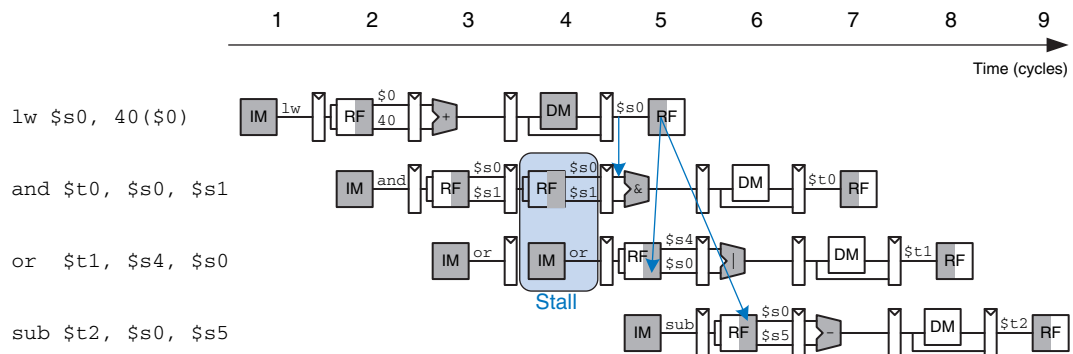 1 2 3 4 5 6 7 8 9
Time (cycles)
lw $s0, 40($0) IM lw RF $0 40 + DM $s0 RF
and $t0, $s0, $s1 IM and RF $s0 $s1 RF $s0 $s1 & DM $t0 RF
or $t1, $s4, $s0 IM or IM or RF $s4 $s0 | DM $t1 RF
Stall
sub $t2, $s0, $s5 IM sub RF $s0 $s5 - DM $t2 RF